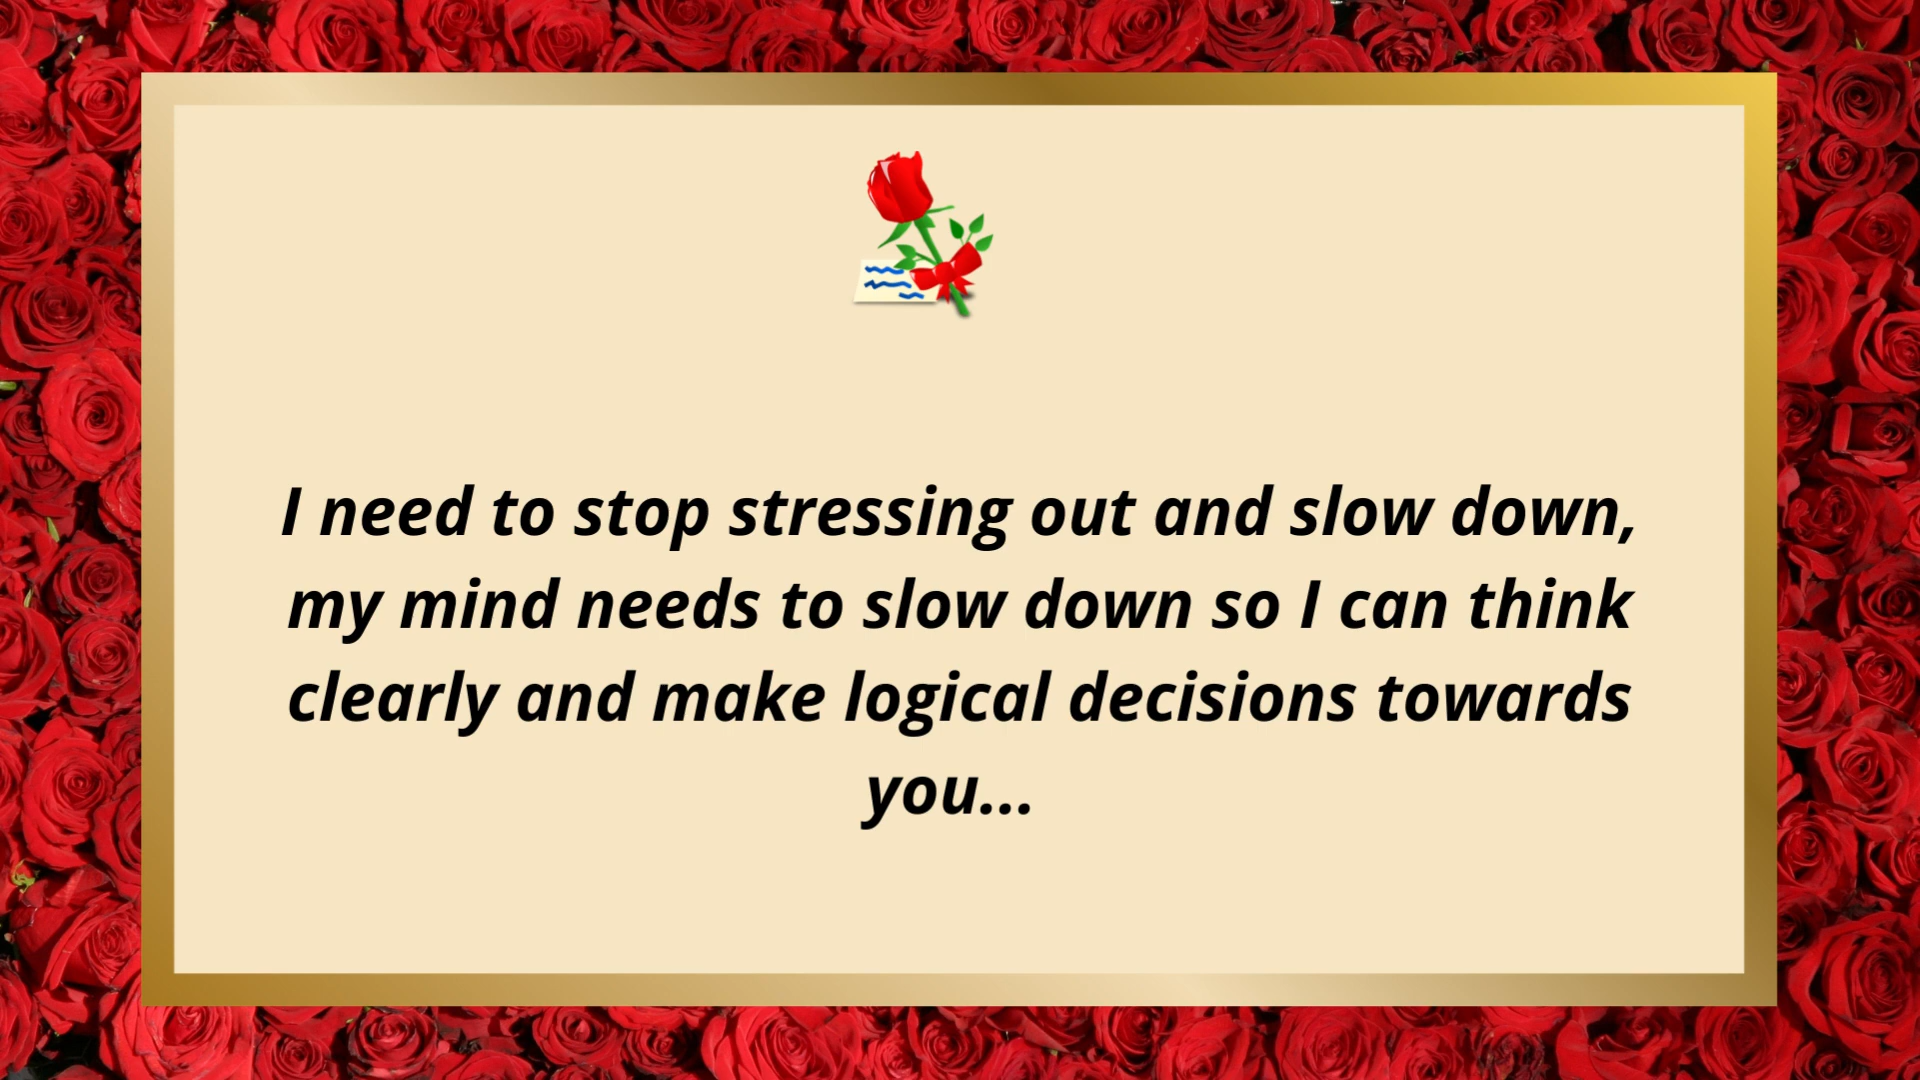 I need to stop stressing out and slow down,
my mind needs to slow down so I can think
clearly and make logical decisions towards
you...